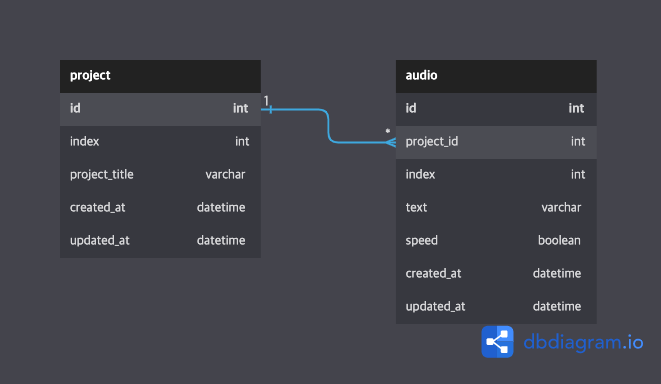 project
id int
index int
project_title varchar
created_at datetime
updated_at datetime
1
*
audio
id int
project_id int
index int
text varchar
speed boolean
created_at datetime
updated_at datetime
dbdiagram.io